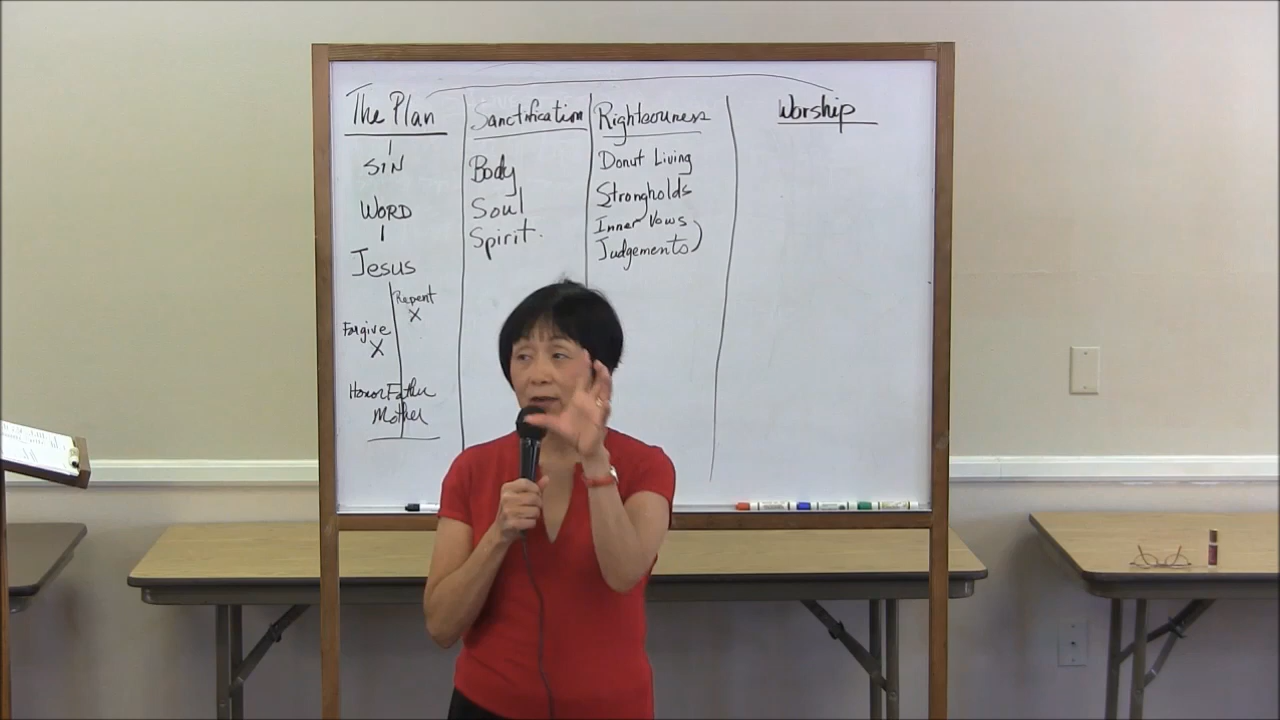 The Plan
SIN
WORD
Jesus
Repent
X
Forgive
X
Honor Father
Mother
Sanctification
Body
Soul
Spirit.
Righteouness
Donut Living
Strongholds
Inner Vows
Judgements)
Worship